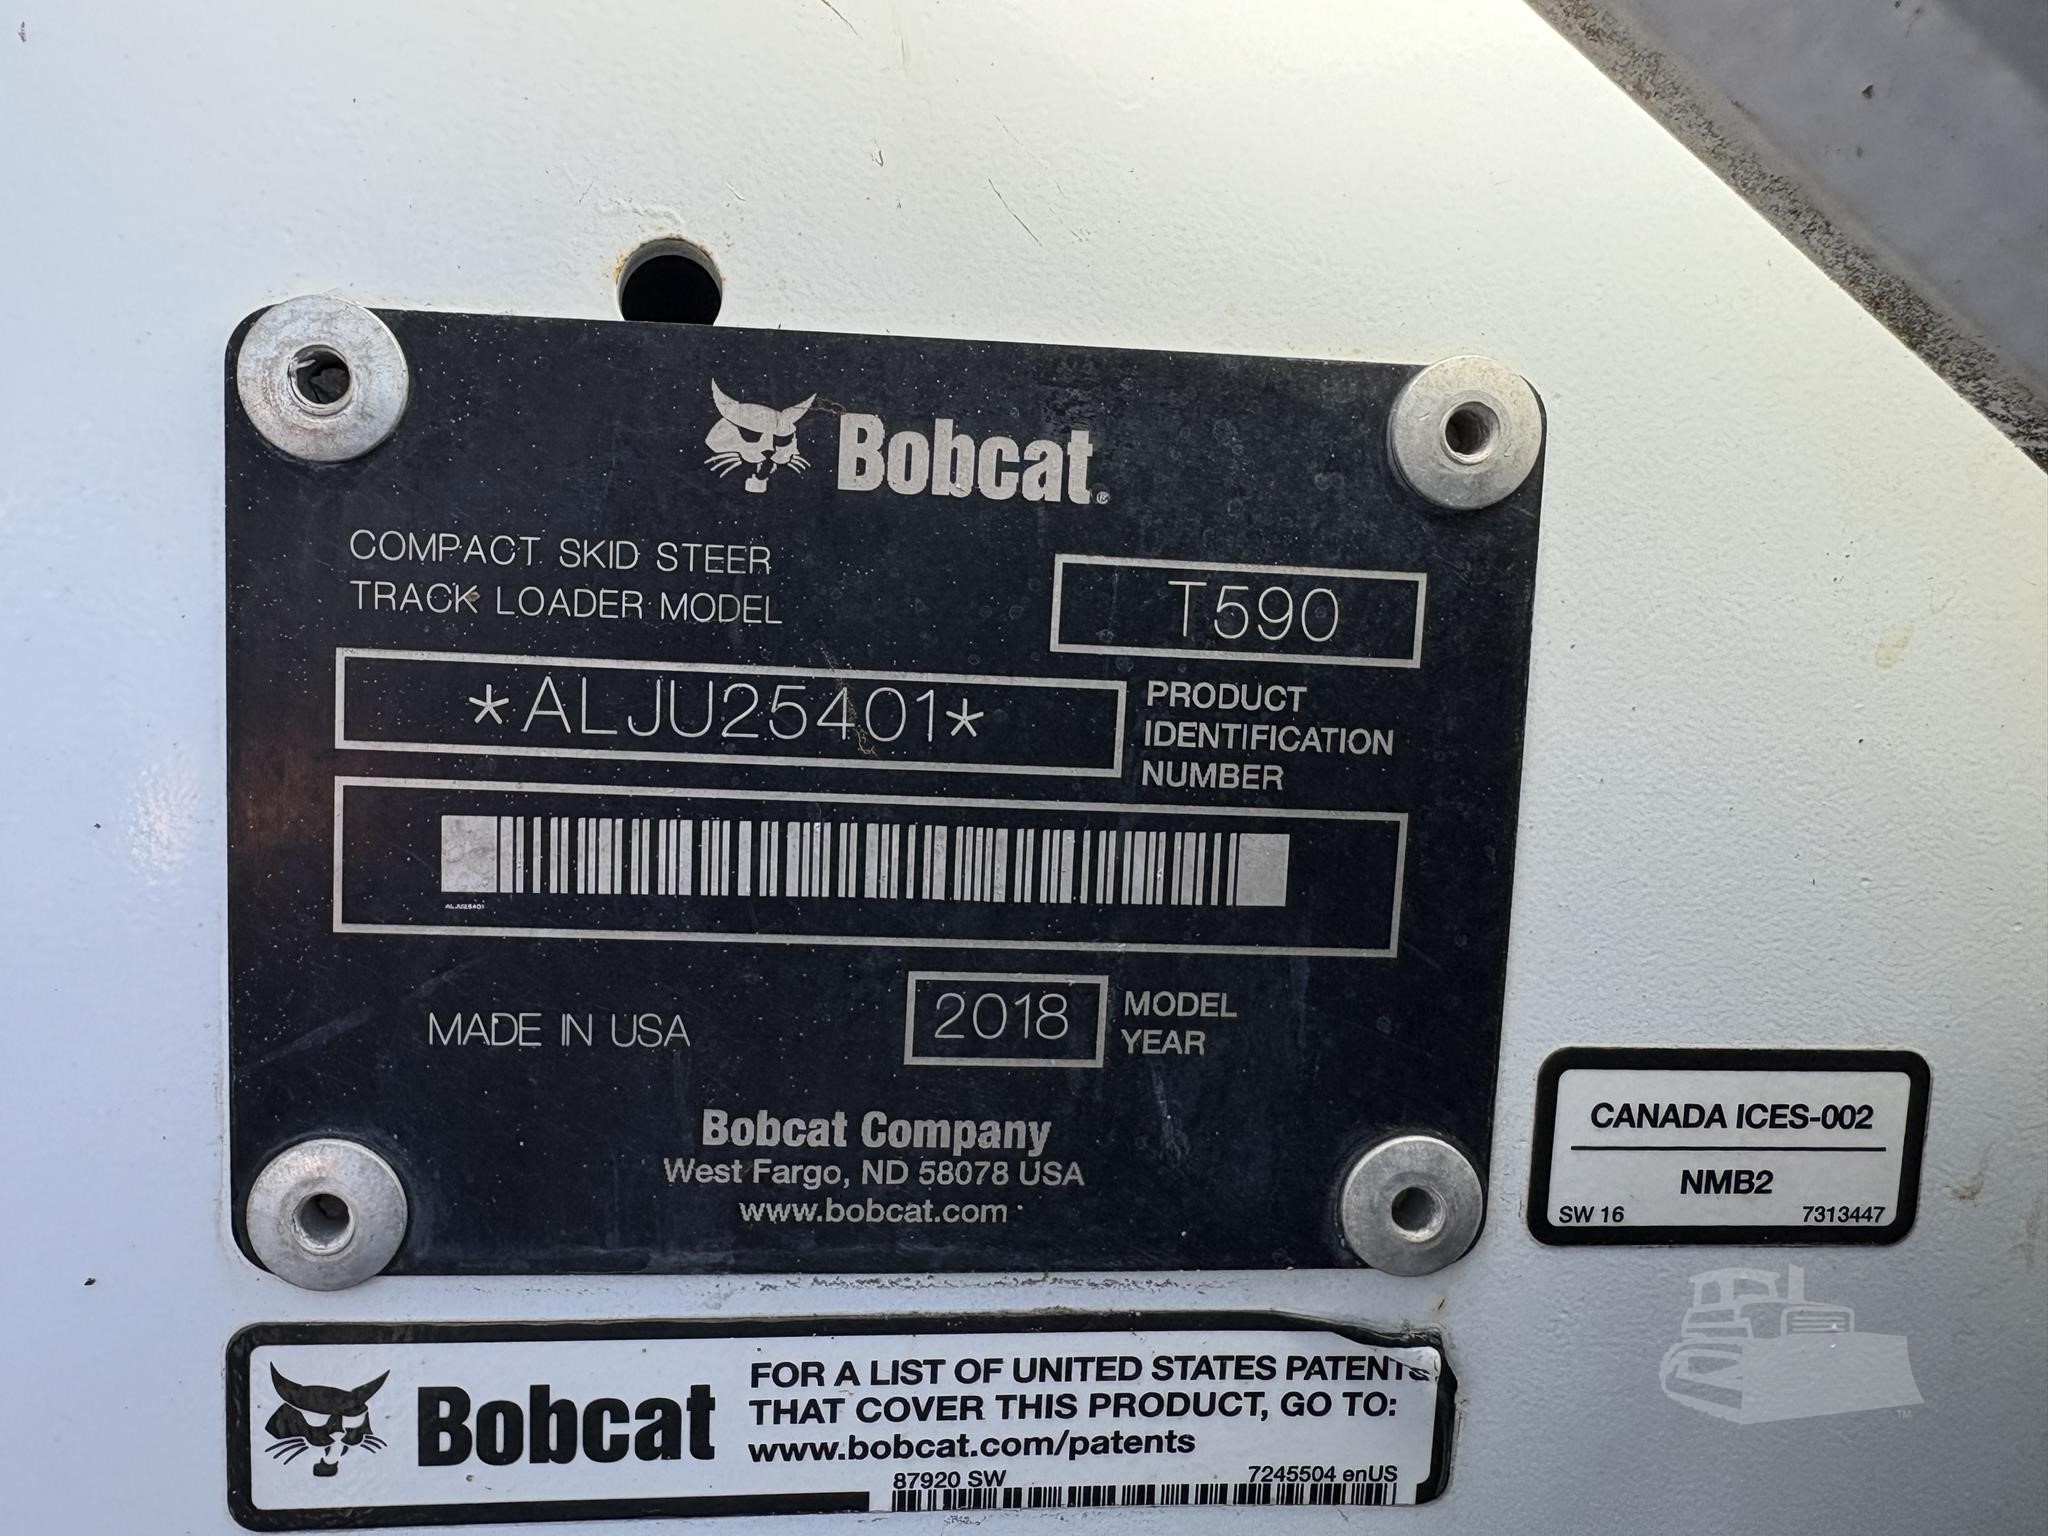 Bobcat®
COMPACT SKID STEER
TRACK LOADER MODEL
T590
*ALJU25401*
PRODUCT
IDENTIFICATION
NUMBER
ALJU25401
MADE IN USA
2018
MODEL
YEAR
Bobcat Company
West Fargo, ND 58078 USA
www.bobcat.com
CANADA ICES-002
NMB2
SW 16 7313447
Bobcat
FOR A LIST OF UNITED STATES PATENTS
THAT COVER THIS PRODUCT, GO TO:
www.bobcat.com/patents
87920 SW 7245504 enUS
TM